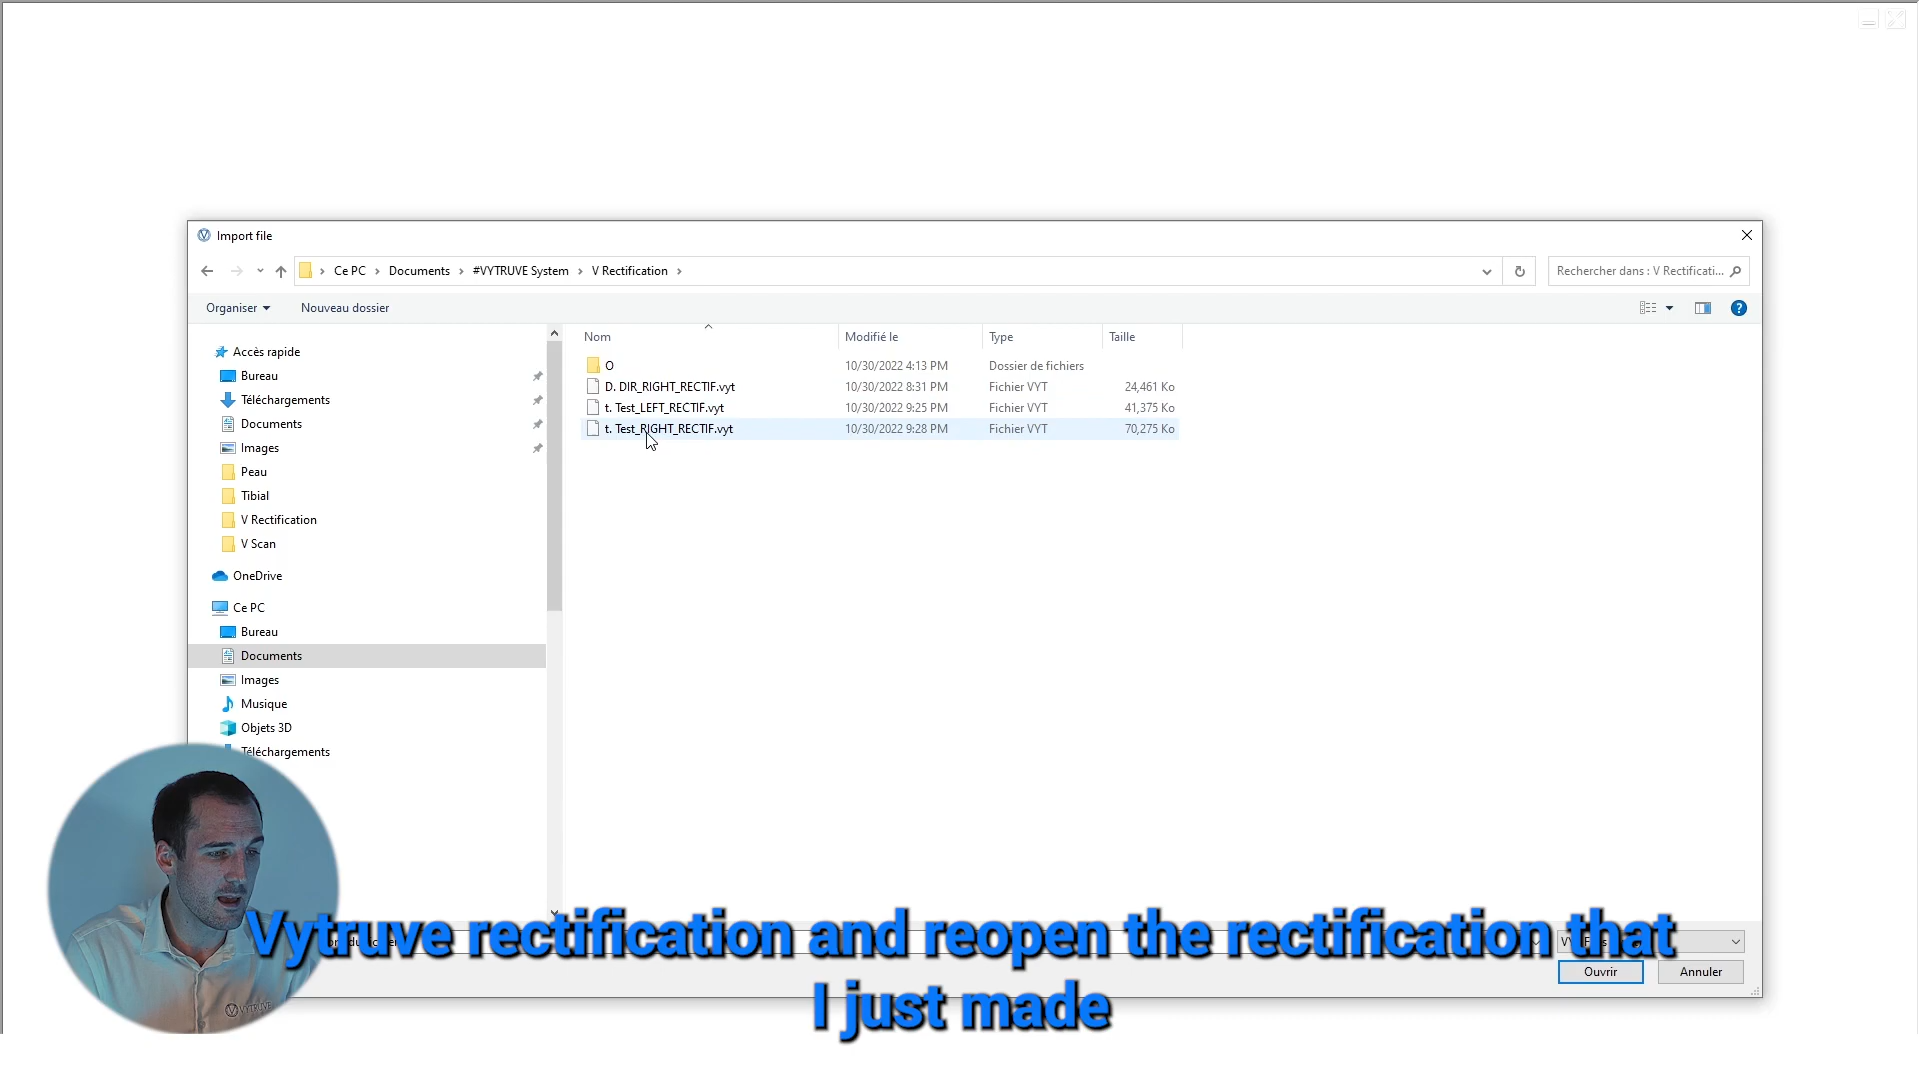 Import file
Ce PC > Documents > #VYTRUVE System > V Rectification >
Rechercher dans : V Rectificati...
Organiser
Nouveau dossier
Nom
Modifié le
Type
Taille
O
10/30/2022 4:13 PM
Dossier de fichiers
D. DIR_RIGHT_RECTIF.vyt
10/30/2022 8:31 PM
Fichier VYT
24,461 Ko
t. Test_LEFT_RECTIF.vyt
10/30/2022 9:25 PM
Fichier VYT
41,375 Ko
t. Test_RIGHT_RECTIF.vyt
10/30/2022 9:28 PM
Fichier VYT
70,275 Ko
Accès rapide
Bureau
Téléchargements
Documents
Images
Peau
Tibial
V Rectification
V Scan
OneDrive
Ce PC
Bureau
Documents
Images
Musique
Objets 3D
Téléchargements
Ouvrir
Annuler
VYTRUVE
Vytruve rectification and reopen the rectification that
I just made